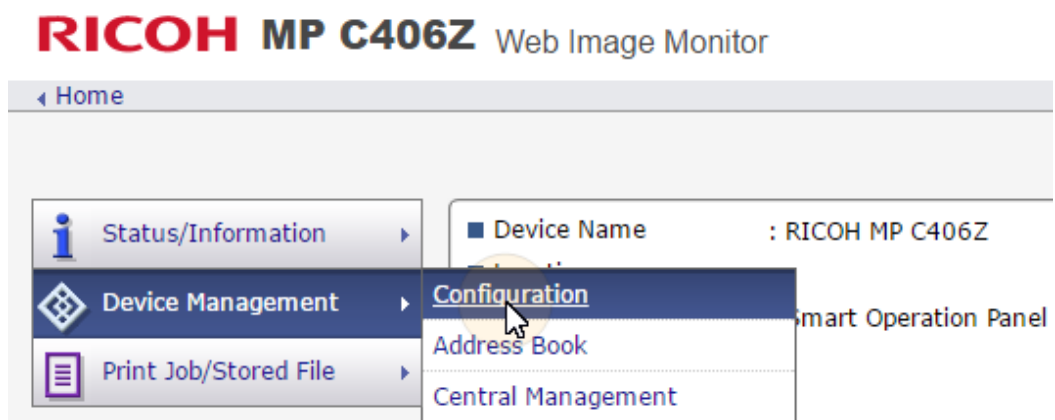 RICOH MP C406Z Web Image Monitor
Home
Status/Information
Device Name : RICOH MP C406Z
Device Management
Configuration
Smart Operation Panel
Address Book
Print Job/Stored File
Central Management